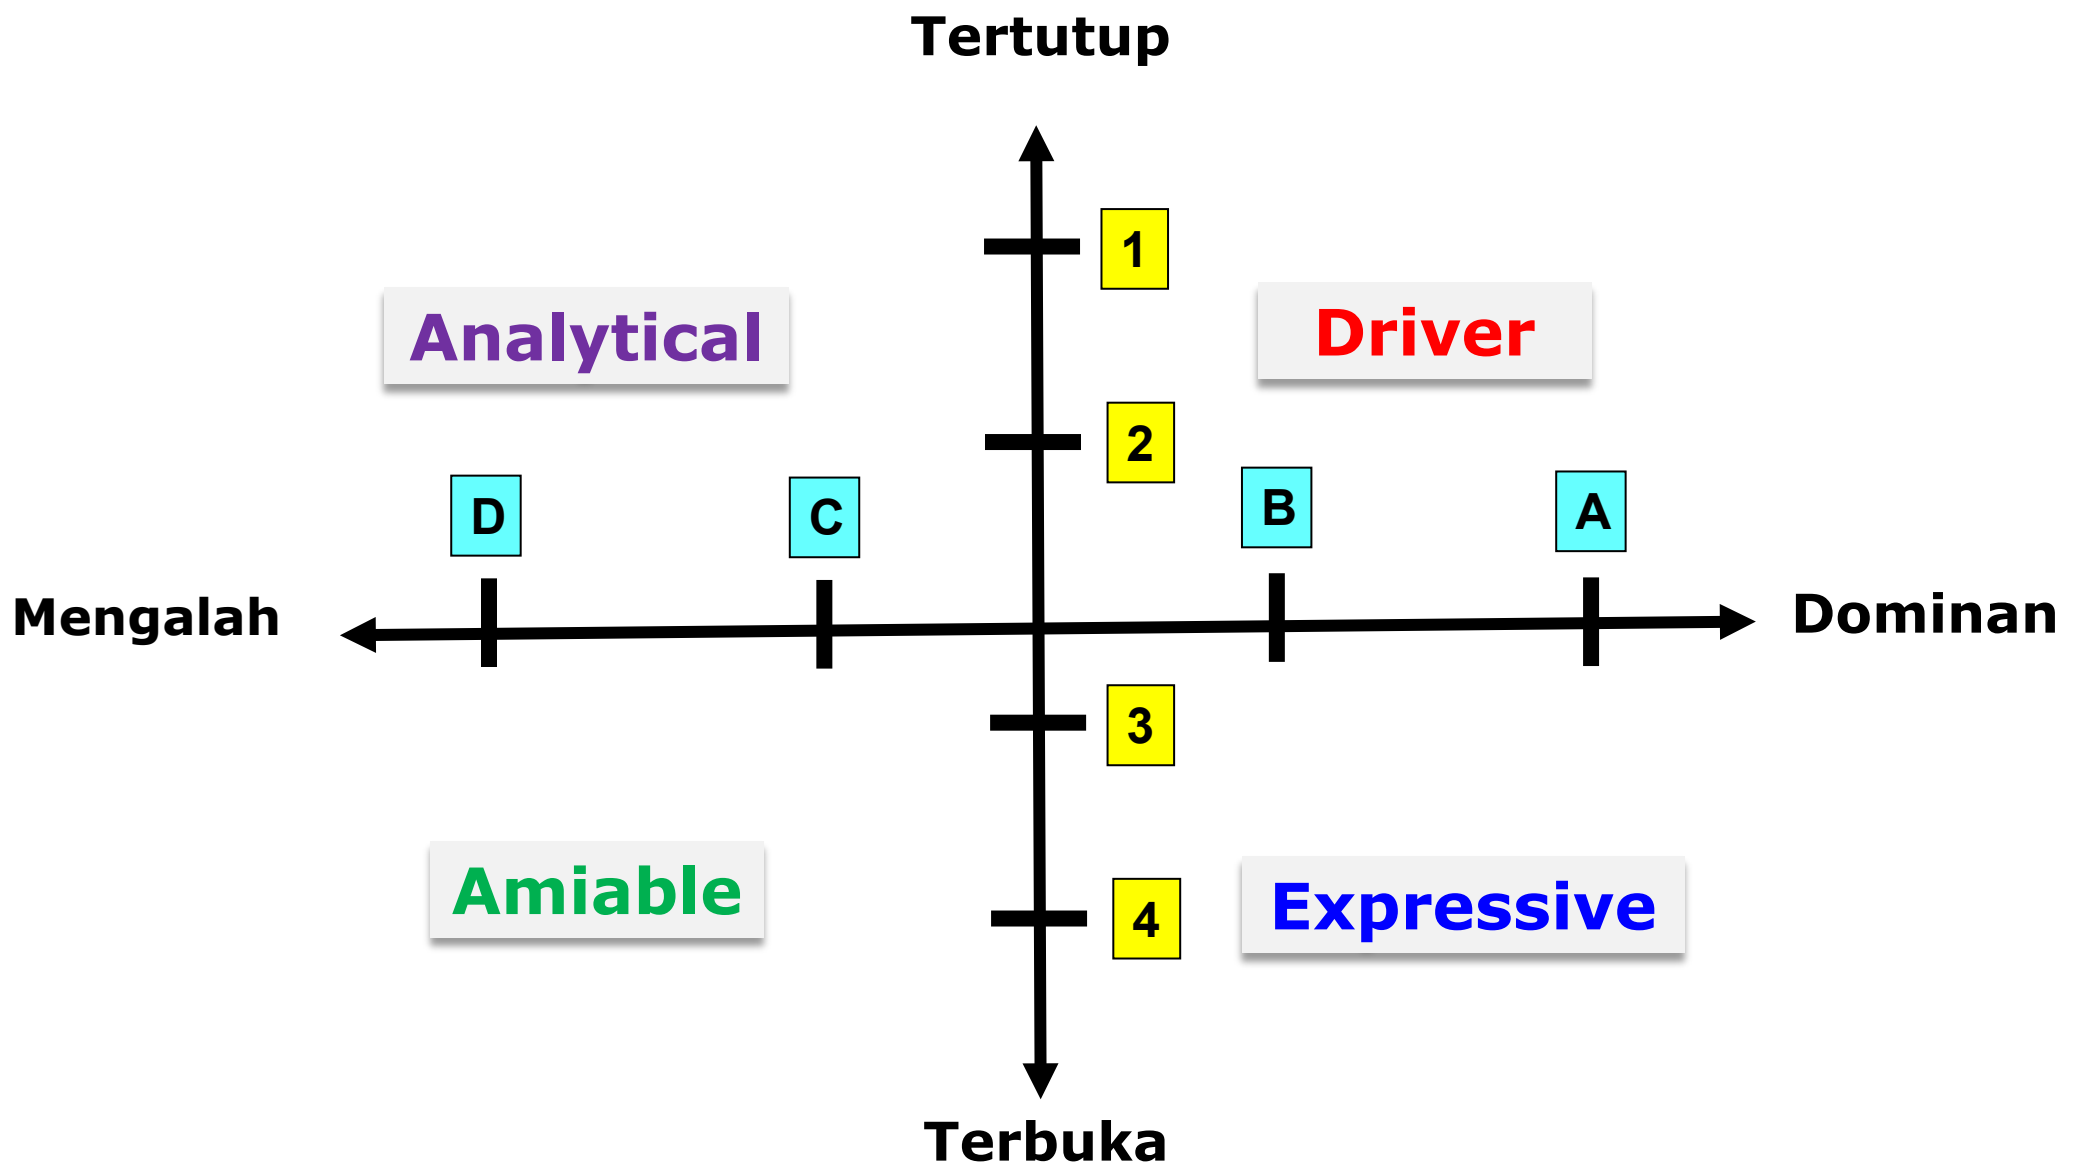 Tertutup
1
Analytical
Driver
2
D
C
B
A
Mengalah
Dominan
3
Amiable
4
Expressive
Terbuka